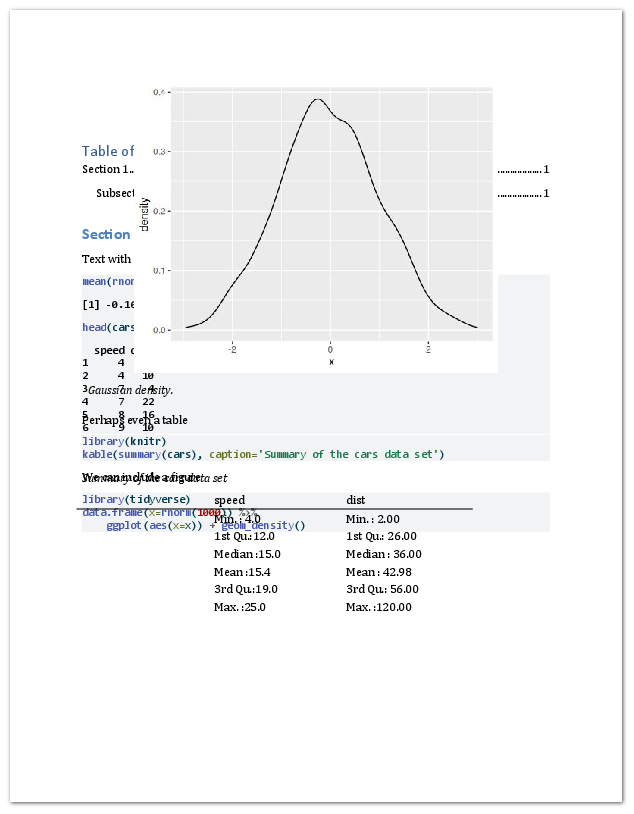 Table of
Section 1.. ..................1
Subsect ..................1
Section
Text with
mean(rnor
[1] -0.16
head(cars
speed d
1 4
2 4 10
3 7 4
4 7 22
5 8 16
6 9 10
0.4
0.3
0.2
0.1
0.0
density
-2 0 2
x
Gaussian density.
Perhaps even a table
library(knitr)
kable(summary(cars), caption='Summary of the cars data set')
We can include a figure
Summary of the cars data set
library(tidyverse)
data.frame(x=rnorm(1000)) %>%
ggplot(aes(x=x)) + geom_density()
speed dist
Min. : 4.0 Min. : 2.00
1st Qu.:12.0 1st Qu.: 26.00
Median :15.0 Median : 36.00
Mean :15.4 Mean : 42.98
3rd Qu.:19.0 3rd Qu.: 56.00
Max. :25.0 Max. :120.00